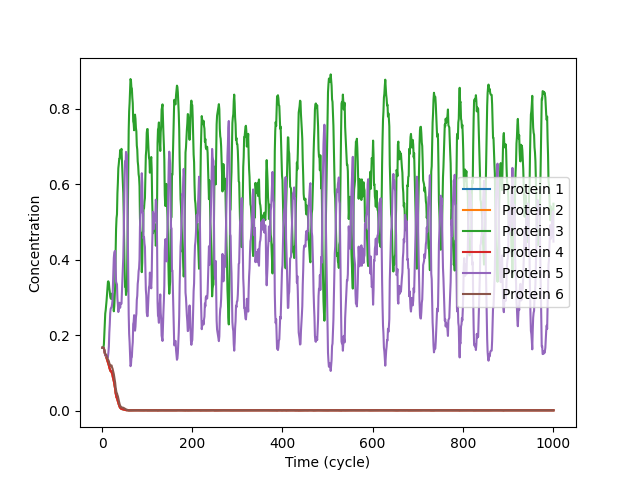 Concentration
0.8
0.6
0.4
0.2
0.0
0
200
400
600
800
1000
Time (cycle)
Protein 1
Protein 2
Protein 3
Protein 4
Protein 5
Protein 6